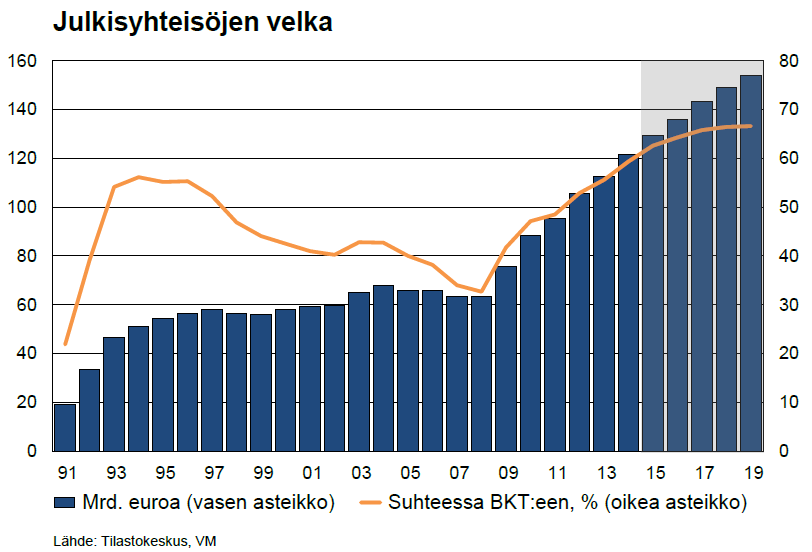 Julkisyhteisöjen velka
160 80
140 70
120 60
100 50
80 40
60 30
40 20
20 10
0 0
91 93 95 97 99 01 03 05 07 09 11 13 15 17 19
Mrd. euroa (vasen asteikko) Suhteessa BKT:een, % (oikea asteikko)
Lähde: Tilastokeskus, VM